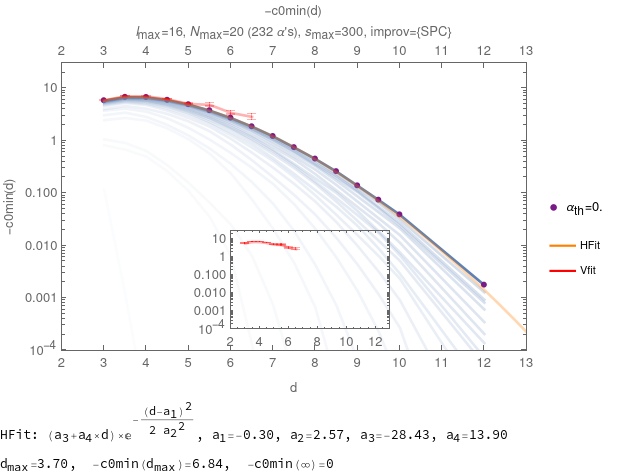 −c0min(d)
lmax=16, Nmax=20 (232 α's), smax=300, improv={SPC}
2 3 4 5 6 7 8 9 10 11 12 13
10
1
0.100
0.010
0.001
10−4
−c0min(d)
10
1
0.100
0.010
0.001
10−4
2 4 6 8 10 12
2 3 4 5 6 7 8 9 10 11 12 13
d
αth=0.
HFit
Vfit
HFit: (a3+a4×d)×e−(d−a1)2/2 a22 , a1=−0.30, a2=2.57, a3=−28.43, a4=13.90
dmax=3.70, −c0min(dmax)=6.84, −c0min(∞)=0